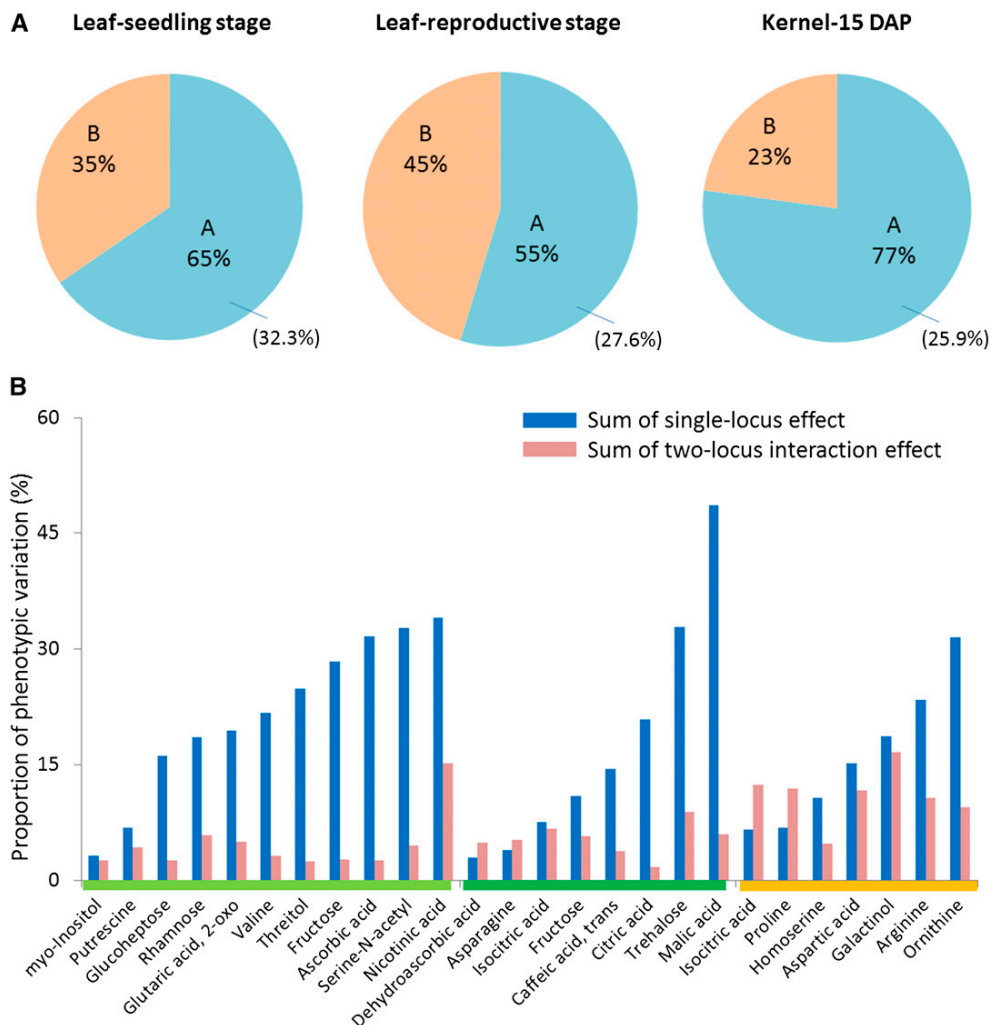 A
Leaf-seedling stage
Leaf-reproductive stage
Kernel-15 DAP
B
35%
A
65%
(32.3%)
B
45%
A
55%
(27.6%)
B
23%
A
77%
(25.9%)
B
Proportion of phenotypic variation (%)
60
45
30
15
0
Sum of single-locus effect
Sum of two-locus interaction effect
myo-Inositol
Putrescine
Glucoheptose
Rhamnose
Glutaric acid, 2-oxo
Valine
Threitol
Fructose
Ascorbic acid
Serine-N-acetyl
Nicotinic acid
Dehydroascorbic acid
Asparagine
Isocitric acid
Fructose
Caffeic acid, trans
Citric acid
Trehalose
Malic acid
Isocitric acid
Proline
Homoserine
Aspartic acid
Galactinol
Arginine
Ornithine